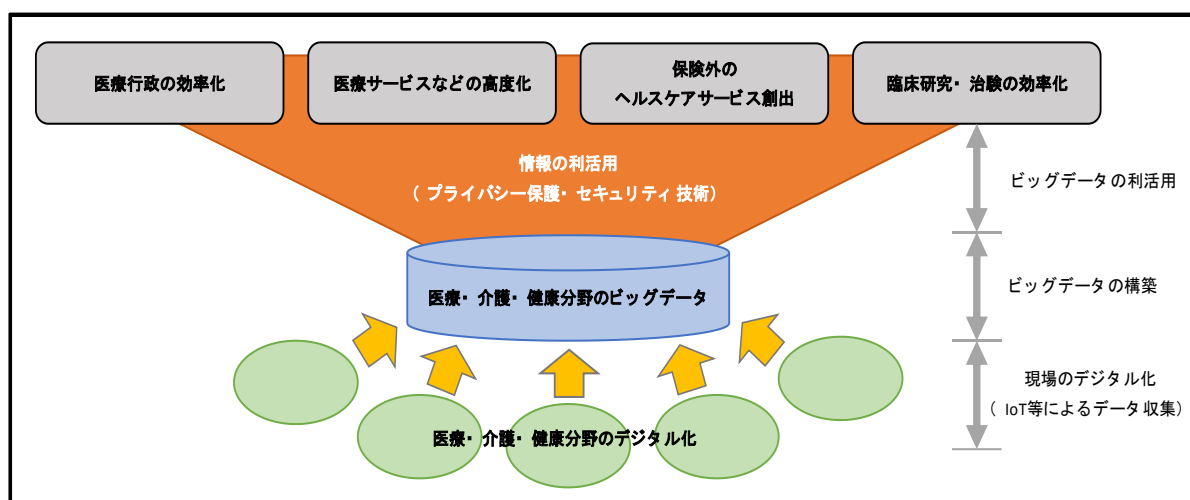 医療行政の効率化
医療サービスなどの高度化
保険外の
ヘルスケアサービス創出
臨床研究・治験の効率化
情報の利活用
（プライバシー保護・セキュリティ技術）
ビッグデータの利活用
医療・介護・健康分野のビッグデータ
ビッグデータの構築
現場のデジタル化
（IoT等によるデータ収集）
医療・介護・健康分野のデジタル化